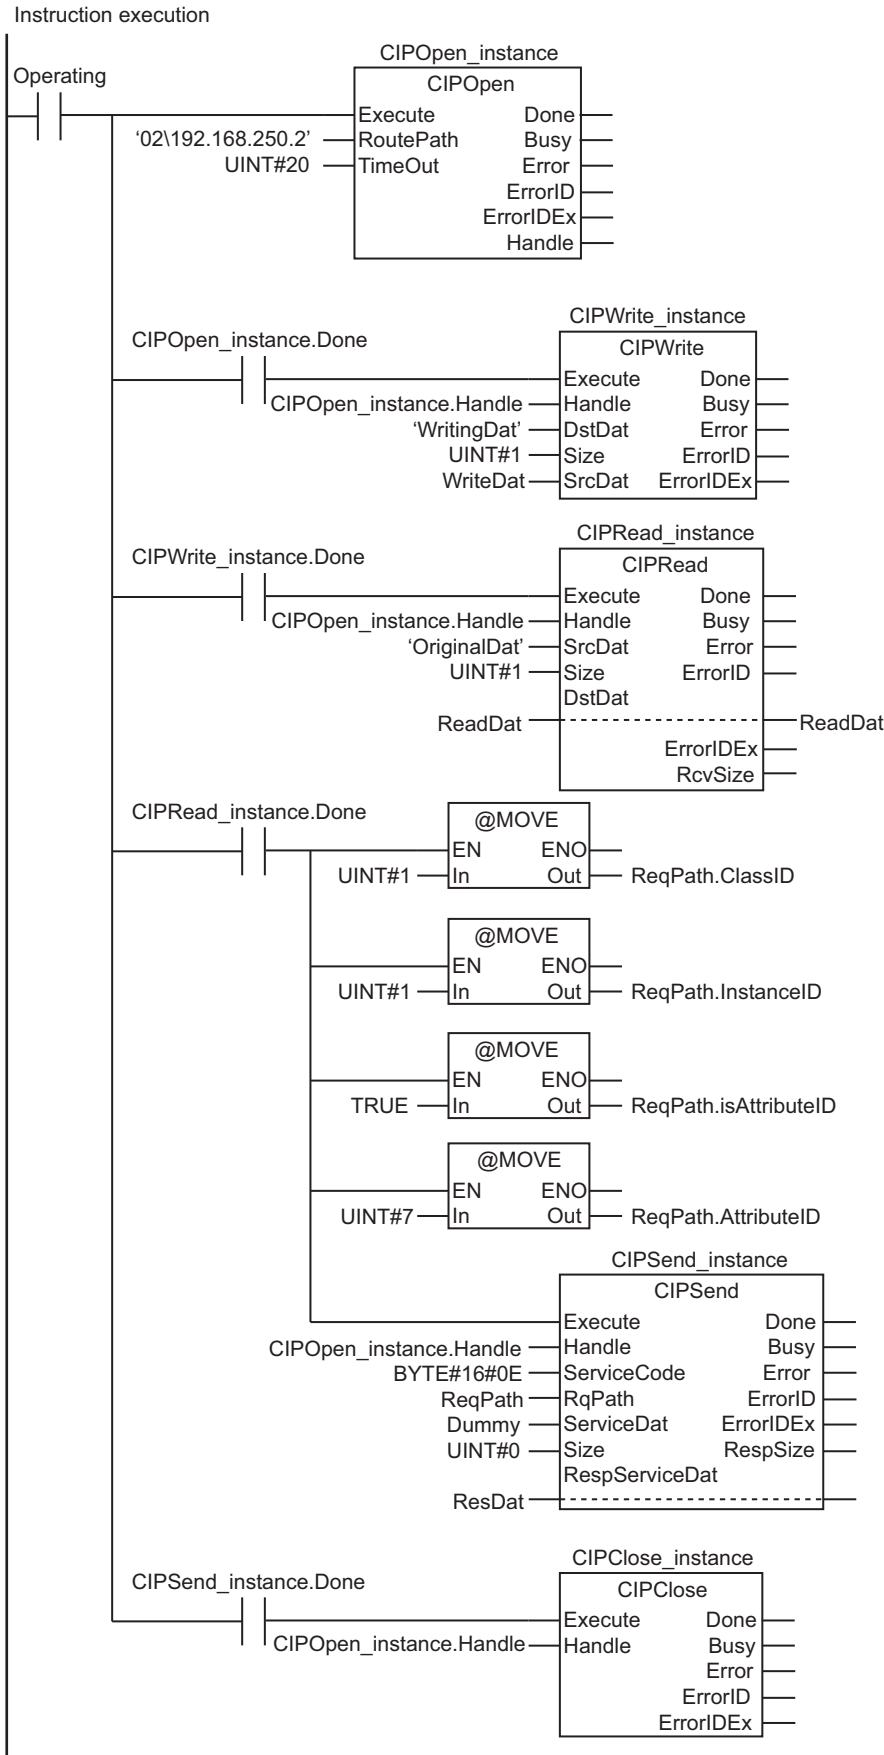 Instruction execution
Operating
CIPOpen_instance
CIPOpen
Execute Done
‘02\192.168.250.2’ RoutePath Busy
UINT#20 TimeOut Error
ErrorID
ErrorIDEx
Handle
CIPOpen_instance.Done
CIPWrite_instance
CIPWrite
Execute Done
CIPOpen_instance.Handle Handle Busy
‘WritingDat’ DstDat Error
UINT#1 Size ErrorID
WriteDat SrcDat ErrorIDEx
CIPWrite_instance.Done
CIPRead_instance
CIPRead
Execute Done
CIPOpen_instance.Handle Handle Busy
‘OriginalDat’ SrcDat Error
UINT#1 Size ErrorID
DstDat
ReadDat ReadDat
ErrorIDEx
RcvSize
CIPRead_instance.Done
@MOVE
EN ENO
UINT#1 In Out ReqPath.ClassID
@MOVE
EN ENO
UINT#1 In Out ReqPath.InstanceID
@MOVE
EN ENO
TRUE In Out ReqPath.isAttributeID
@MOVE
EN ENO
UINT#7 In Out ReqPath.AttributeID
CIPSend_instance
CIPSend
Execute Done
CIPOpen_instance.Handle Handle Busy
BYTE#16#0E ServiceCode Error
ReqPath RqPath ErrorID
Dummy ServiceDat ErrorIDEx
UINT#0 Size RespSize
RespServiceDat
ResDat
CIPSend_instance.Done
CIPClose_instance
CIPClose
Execute Done
CIPOpen_instance.Handle Handle Busy
Error
ErrorID
ErrorIDEx